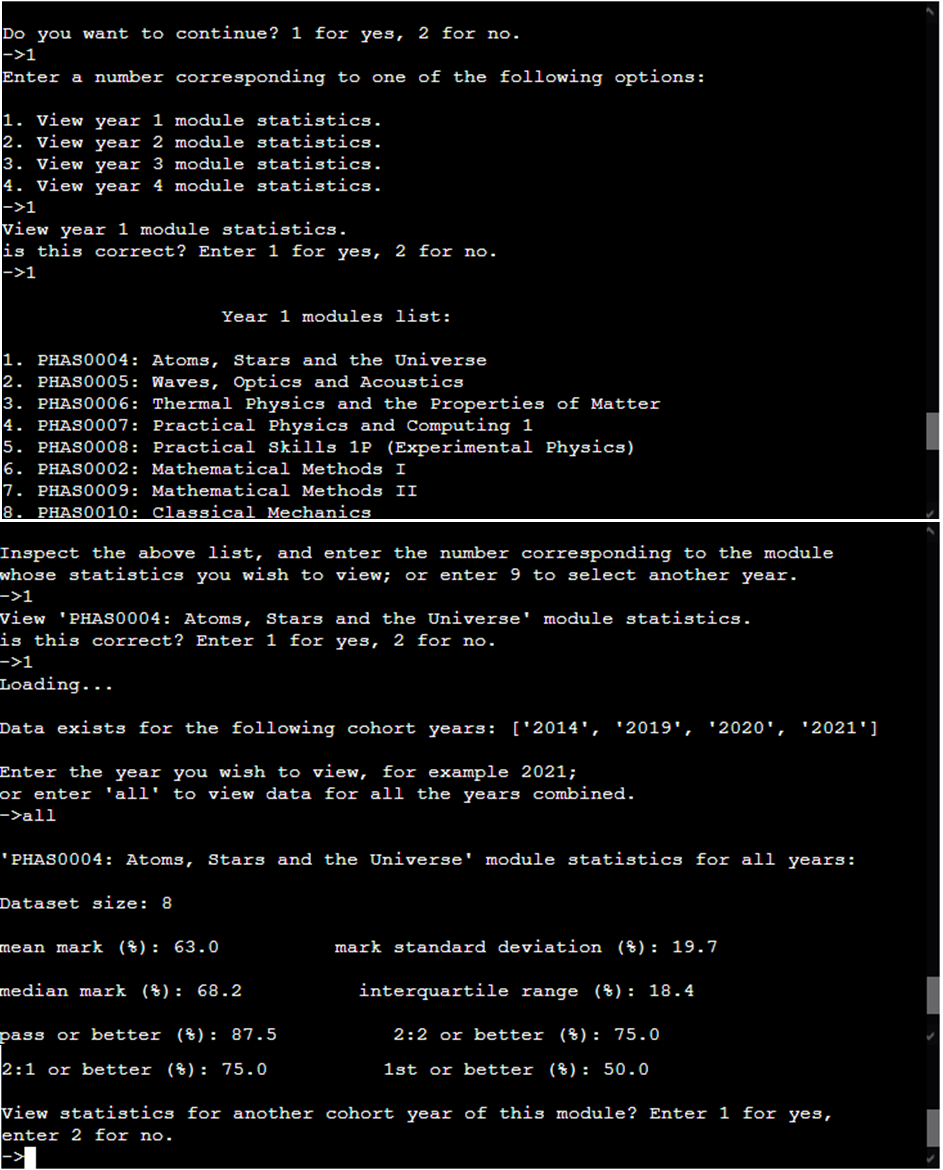 Do you want to continue? 1 for yes, 2 for no.
->1
Enter a number corresponding to one of the following options:
1. View year 1 module statistics.
2. View year 2 module statistics.
3. View year 3 module statistics.
4. View year 4 module statistics.
->1
View year 1 module statistics.
is this correct? Enter 1 for yes, 2 for no.
->1
Year 1 modules list:
1. PHAS0004: Atoms, Stars and the Universe
2. PHAS0005: Waves, Optics and Acoustics
3. PHAS0006: Thermal Physics and the Properties of Matter
4. PHAS0007: Practical Physics and Computing 1
5. PHAS0008: Practical Skills 1P (Experimental Physics)
6. PHAS0002: Mathematical Methods I
7. PHAS0009: Mathematical Methods II
8. PHAS0010: Classical Mechanics
Inspect the above list, and enter the number corresponding to the module
whose statistics you wish to view; or enter 9 to select another year.
->1
View 'PHAS0004: Atoms, Stars and the Universe' module statistics.
is this correct? Enter 1 for yes, 2 for no.
->1
Loading...
Data exists for the following cohort years: ['2014', '2019', '2020', '2021']
Enter the year you wish to view, for example 2021;
or enter 'all' to view data for all the years combined.
->all
'PHAS0004: Atoms, Stars and the Universe' module statistics for all years:
Dataset size: 8
mean mark (%): 63.0 mark standard deviation (%): 19.7
median mark (%): 68.2 interquartile range (%): 18.4
pass or better (%): 87.5 2:2 or better (%): 75.0
2:1 or better (%): 75.0 1st or better (%): 50.0
View statistics for another cohort year of this module? Enter 1 for yes,
enter 2 for no.
->